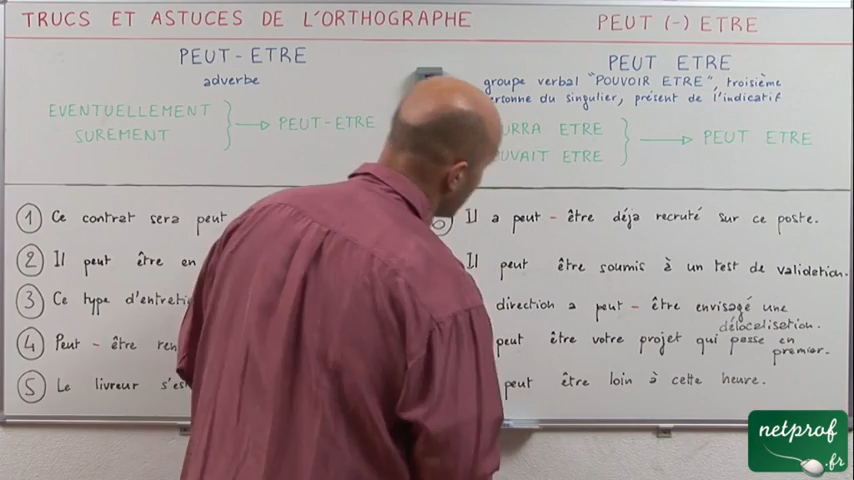 TRUCS ET ASTUCES DE L'ORTHOGRAPHE
PEUT (-) ETRE
PEUT-ETRE
adverbe
EVENTUELLEMENT
SUREMENT
PEUT-ETRE
PEUT ETRE
groupe verbal "POUVOIR ETRE", troisième
personne du singulier, présent de l'indicatif
URRA ETRE
UVAIT ETRE
PEUT ETRE
1 Ce contrat sera peut
2 Il peut être en
3 Ce type d'entreti
4 Peut - être ren
5 Le livreur s'es
6 Il a peut - être déjà recruté sur ce poste.
Il peut être soumis à un test de validation.
direction a peut - être envisagé une
délocalisation.
peut être votre projet qui passe en
premier.
peut être loin à cette heure.
netprof
.fr